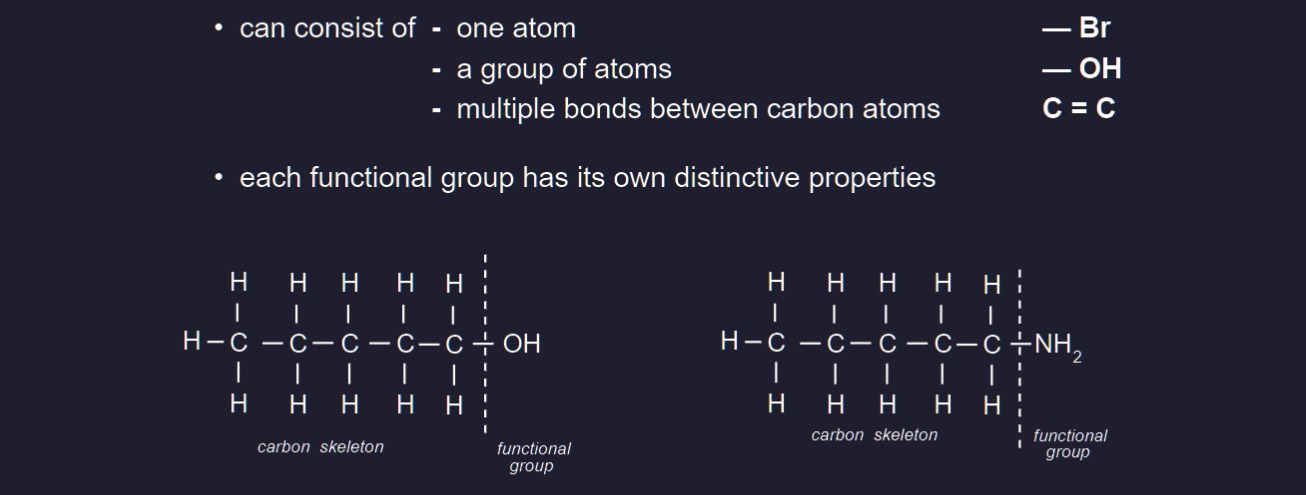 • can consist of - one atom — Br
- a group of atoms — OH
- multiple bonds between carbon atoms C = C
• each functional group has its own distinctive properties
H H H H H
H – C – C – C – C – C – OH
H H H H H
carbon skeleton
functional
group
H H H H H
H – C – C – C – C – C – NH₂
H H H H H
carbon skeleton
functional
group